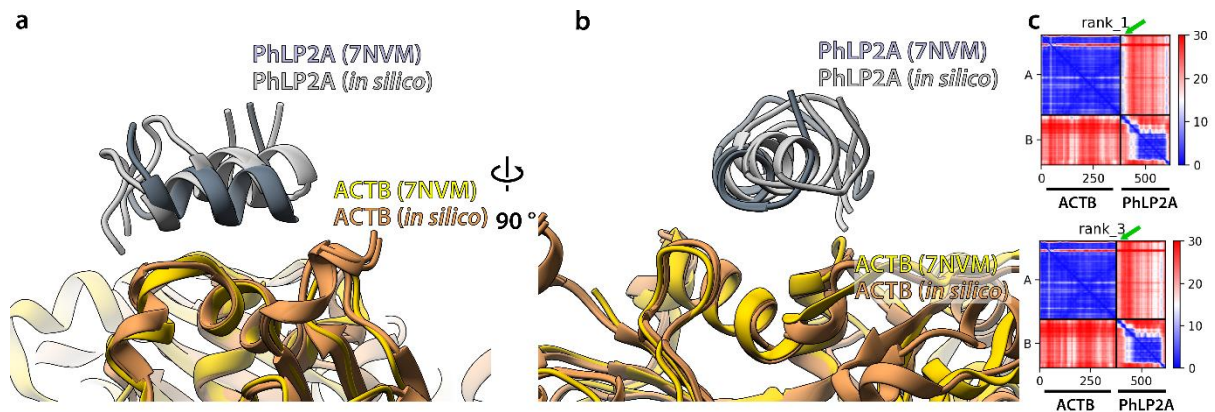 a
PhLP2A (7NVM)
PhLP2A (in silico)
ACTB (7NVM)
ACTB (in silico)
90 °
b
PhLP2A (7NVM)
PhLP2A (in silico)
ACTB (7NVM)
ACTB (in silico)
c
rank_1
A
B
30
20
10
0
0 250 500
ACTB PhLP2A
rank_3
A
B
30
20
10
0
0 250 500
ACTB PhLP2A